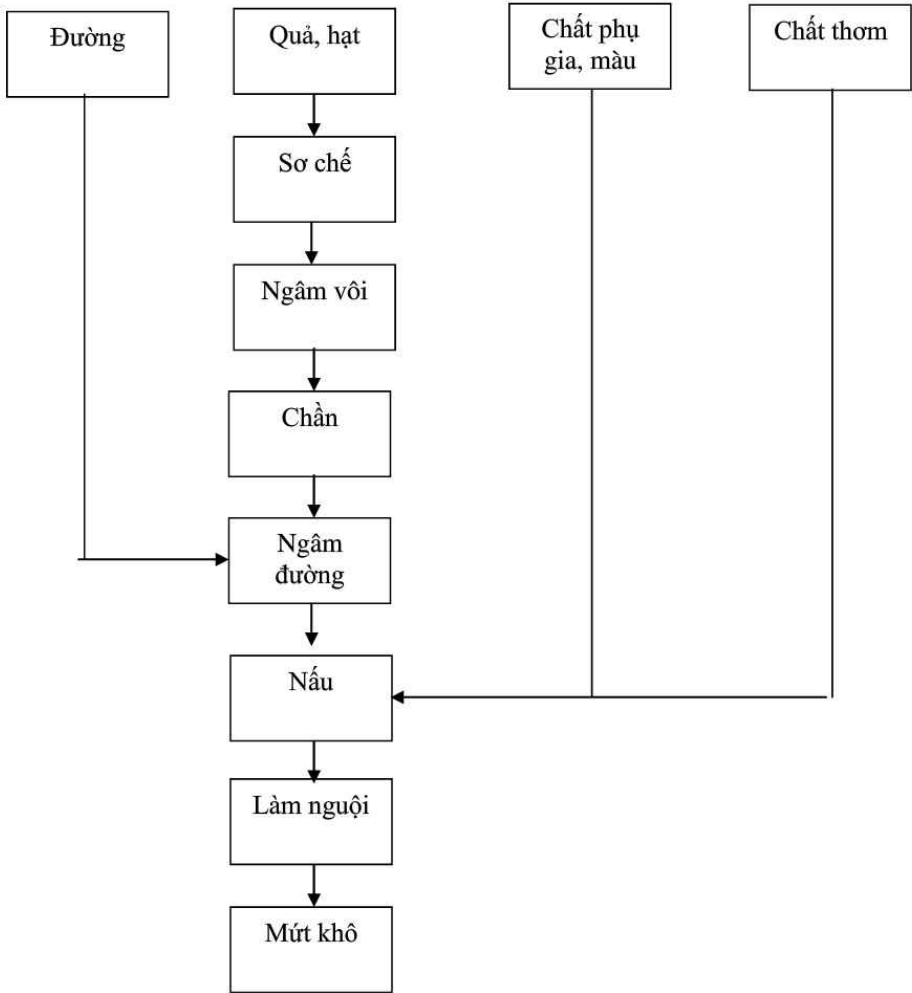 Đường
Quả, hạt
Chất phụ
gia, màu
Chất thơm
Sơ chế
Ngâm vôi
Chần
Ngâm
đường
Nấu
Làm nguội
Mứt khô